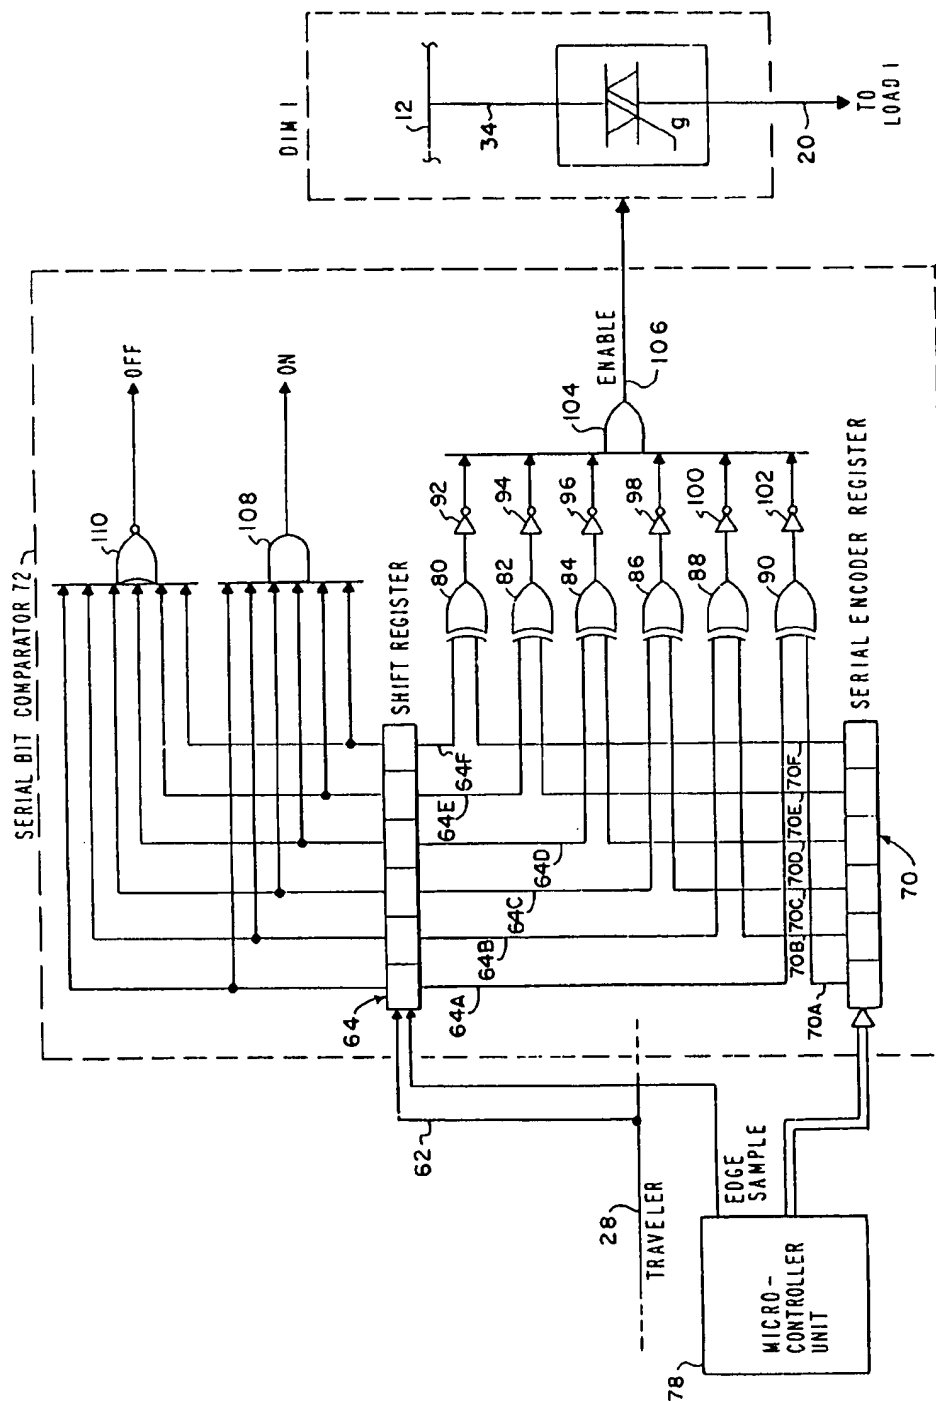 SERIAL BIT COMPARATOR 72
110
OFF
108
ON
DIM 1
12
34
g
20
TO
LOAD 1
SHIFT REGISTER
64
64A
64B
64C
64D
64E
64F
80
82
84
86
88
90
92
94
96
98
100
102
104
ENABLE
106
62
28
TRAVELER
EDGE
SAMPLE
78
MICRO-
CONTROLLER
UNIT
70A
70B
70C
70D
70E
70F
70
SERIAL ENCODER REGISTER